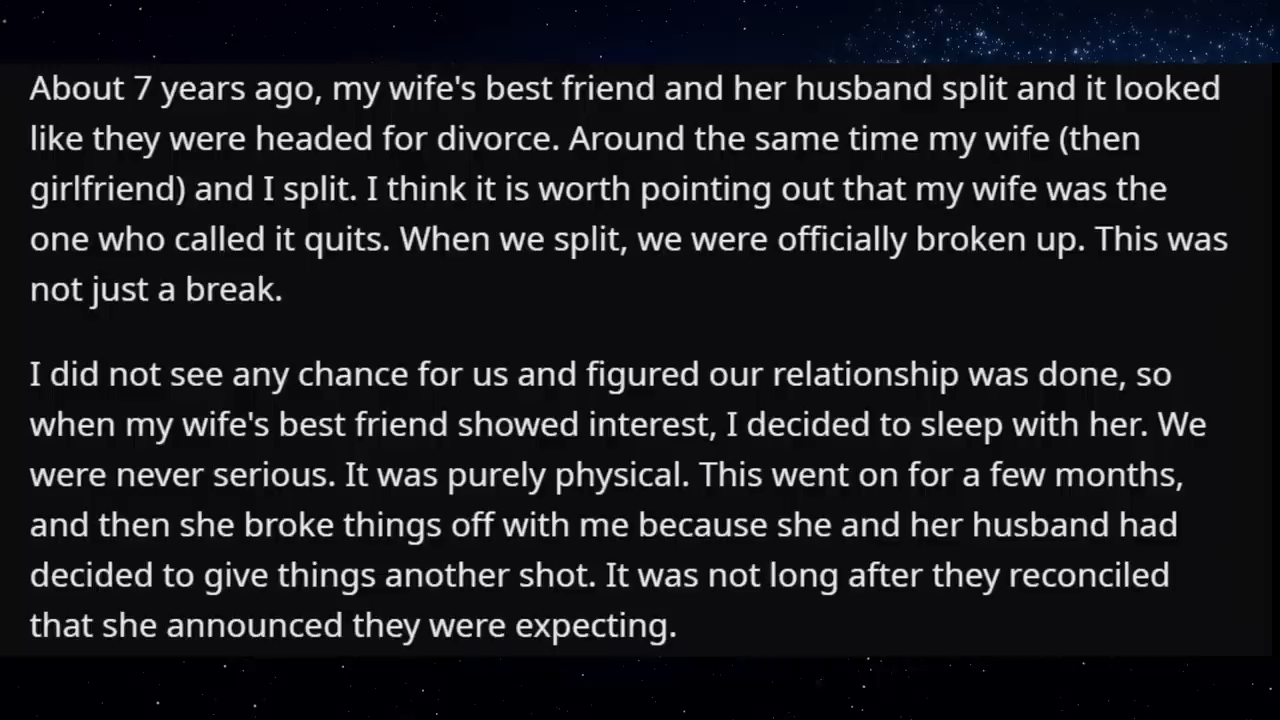 About 7 years ago, my wife's best friend and her husband split and it looked
like they were headed for divorce. Around the same time my wife (then
girlfriend) and I split. I think it is worth pointing out that my wife was the
one who called it quits. When we split, we were officially broken up. This was
not just a break.
I did not see any chance for us and figured our relationship was done, so
when my wife's best friend showed interest, I decided to sleep with her. We
were never serious. It was purely physical. This went on for a few months,
and then she broke things off with me because she and her husband had
decided to give things another shot. It was not long after they reconciled
that she announced they were expecting.